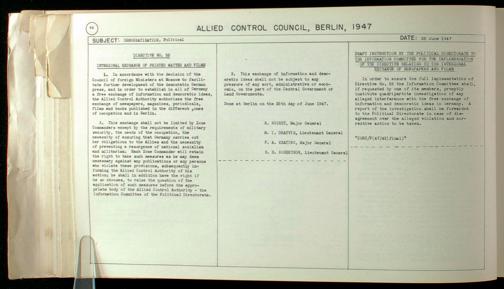 ALLIED CONTROL COUNCIL, BERLIN, 1947
SUBJECT: DEMOCRATISATION, Political
DATE: 25 June 1947
DIRECTIVE NO. 55
INTERZONAL EXCHANGE OF PRINTED MATTER AND FILMS
1. In accordance with the decision of the
Council of Foreign Ministers at Moscow to facili-
tate further development of the democratic German
press, and in order to establish in all of Germany
a free exchange of information and democratic ideas,
the Allied Control Authority authorizes the free
exchange of newspapers, magazines, periodicals,
films and books published in the different zones
of occupation and in Berlin.
2. This exchange shall not be limited by Zone
Commanders except by the requirements of military
security, the needs of the occupation, the
necessity of ensuring that Germany carries out
her obligations to the Allies and the necessity
of preventing a resurgence of national socialism
and militarism. Each Zone Commander will retain
the right to take such measures as he may deem
necessary against any publications or any persons
who violate these provisions, subsequently in-
forming the Allied Control Authority of his
action; he shall in addition have the right if
he so chooses, to raise the question of the
application of such measures before the appro-
priate body of the Allied Control Authority - the
Information Committee of the Political Directorate.
3. This exchange of information and demo-
cratic ideas shall not be subject to any
pressure of any sort, administrative or econ-
omic, on the part of the Central Government or
Land Governments.
Done at Berlin on the 25th day of June 1947.
Major General
Lieutenant General
F. A. KEATING, Major General
B. H. ROBERTSON, Lieutenant General
DRAFT INSTRUCTION BY THE POLITICAL DIRECTORATE TO
THE INFORMATION COMMITTEE FOR THE IMPLEMENTATION
OF THE DIRECTIVE RELATING TO THE INTERZONAL
EXCHANGE OF NEWSPAPERS AND FILMS
In order to ensure the full implementation of
Directive No. 55 the Information Committee shall,
if requested by one of its members, promptly
institute quadripartite investigation of any
alleged interference with the free exchange of
information and democratic ideas in Germany. A
report of the investigation shall be forwarded
to the Political Directorate in case of dis-
agreement over the alleged violation and cor-
rective action to be taken.